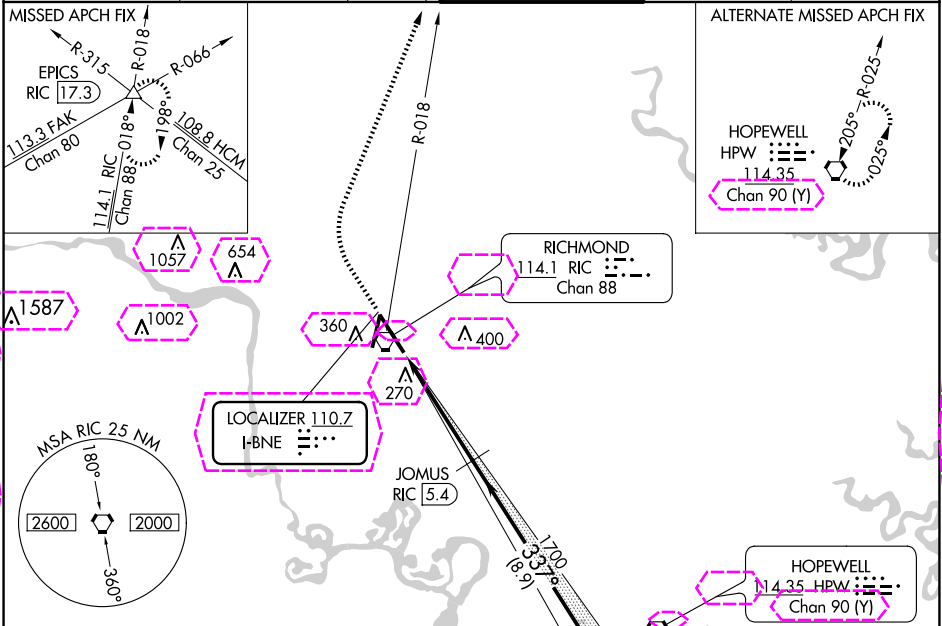 MISSED APCH FIX
R-315
R-018
R-066
EPICS
RIC 17.3
113.3 FAK
Chan 80
018°
198°
108.8 HCM
Chan 25
114.1 RIC
Chan 88
R-018
ALTERNATE MISSED APCH FIX
R-025
205°
025°
HOPEWELL
HPW
114.35
Chan 90 (Y)
1057
654
1587
1002
RICHMOND
114.1 RIC
Chan 88
360
400
270
LOCALIZER 110.7
I-BNE
MSA RIC 25 NM
180°
2600
2000
360°
JOMUS
RIC 5.4
1700
337°
(8.9)
HOPEWELL
114.35 HPW
Chan 90 (Y)